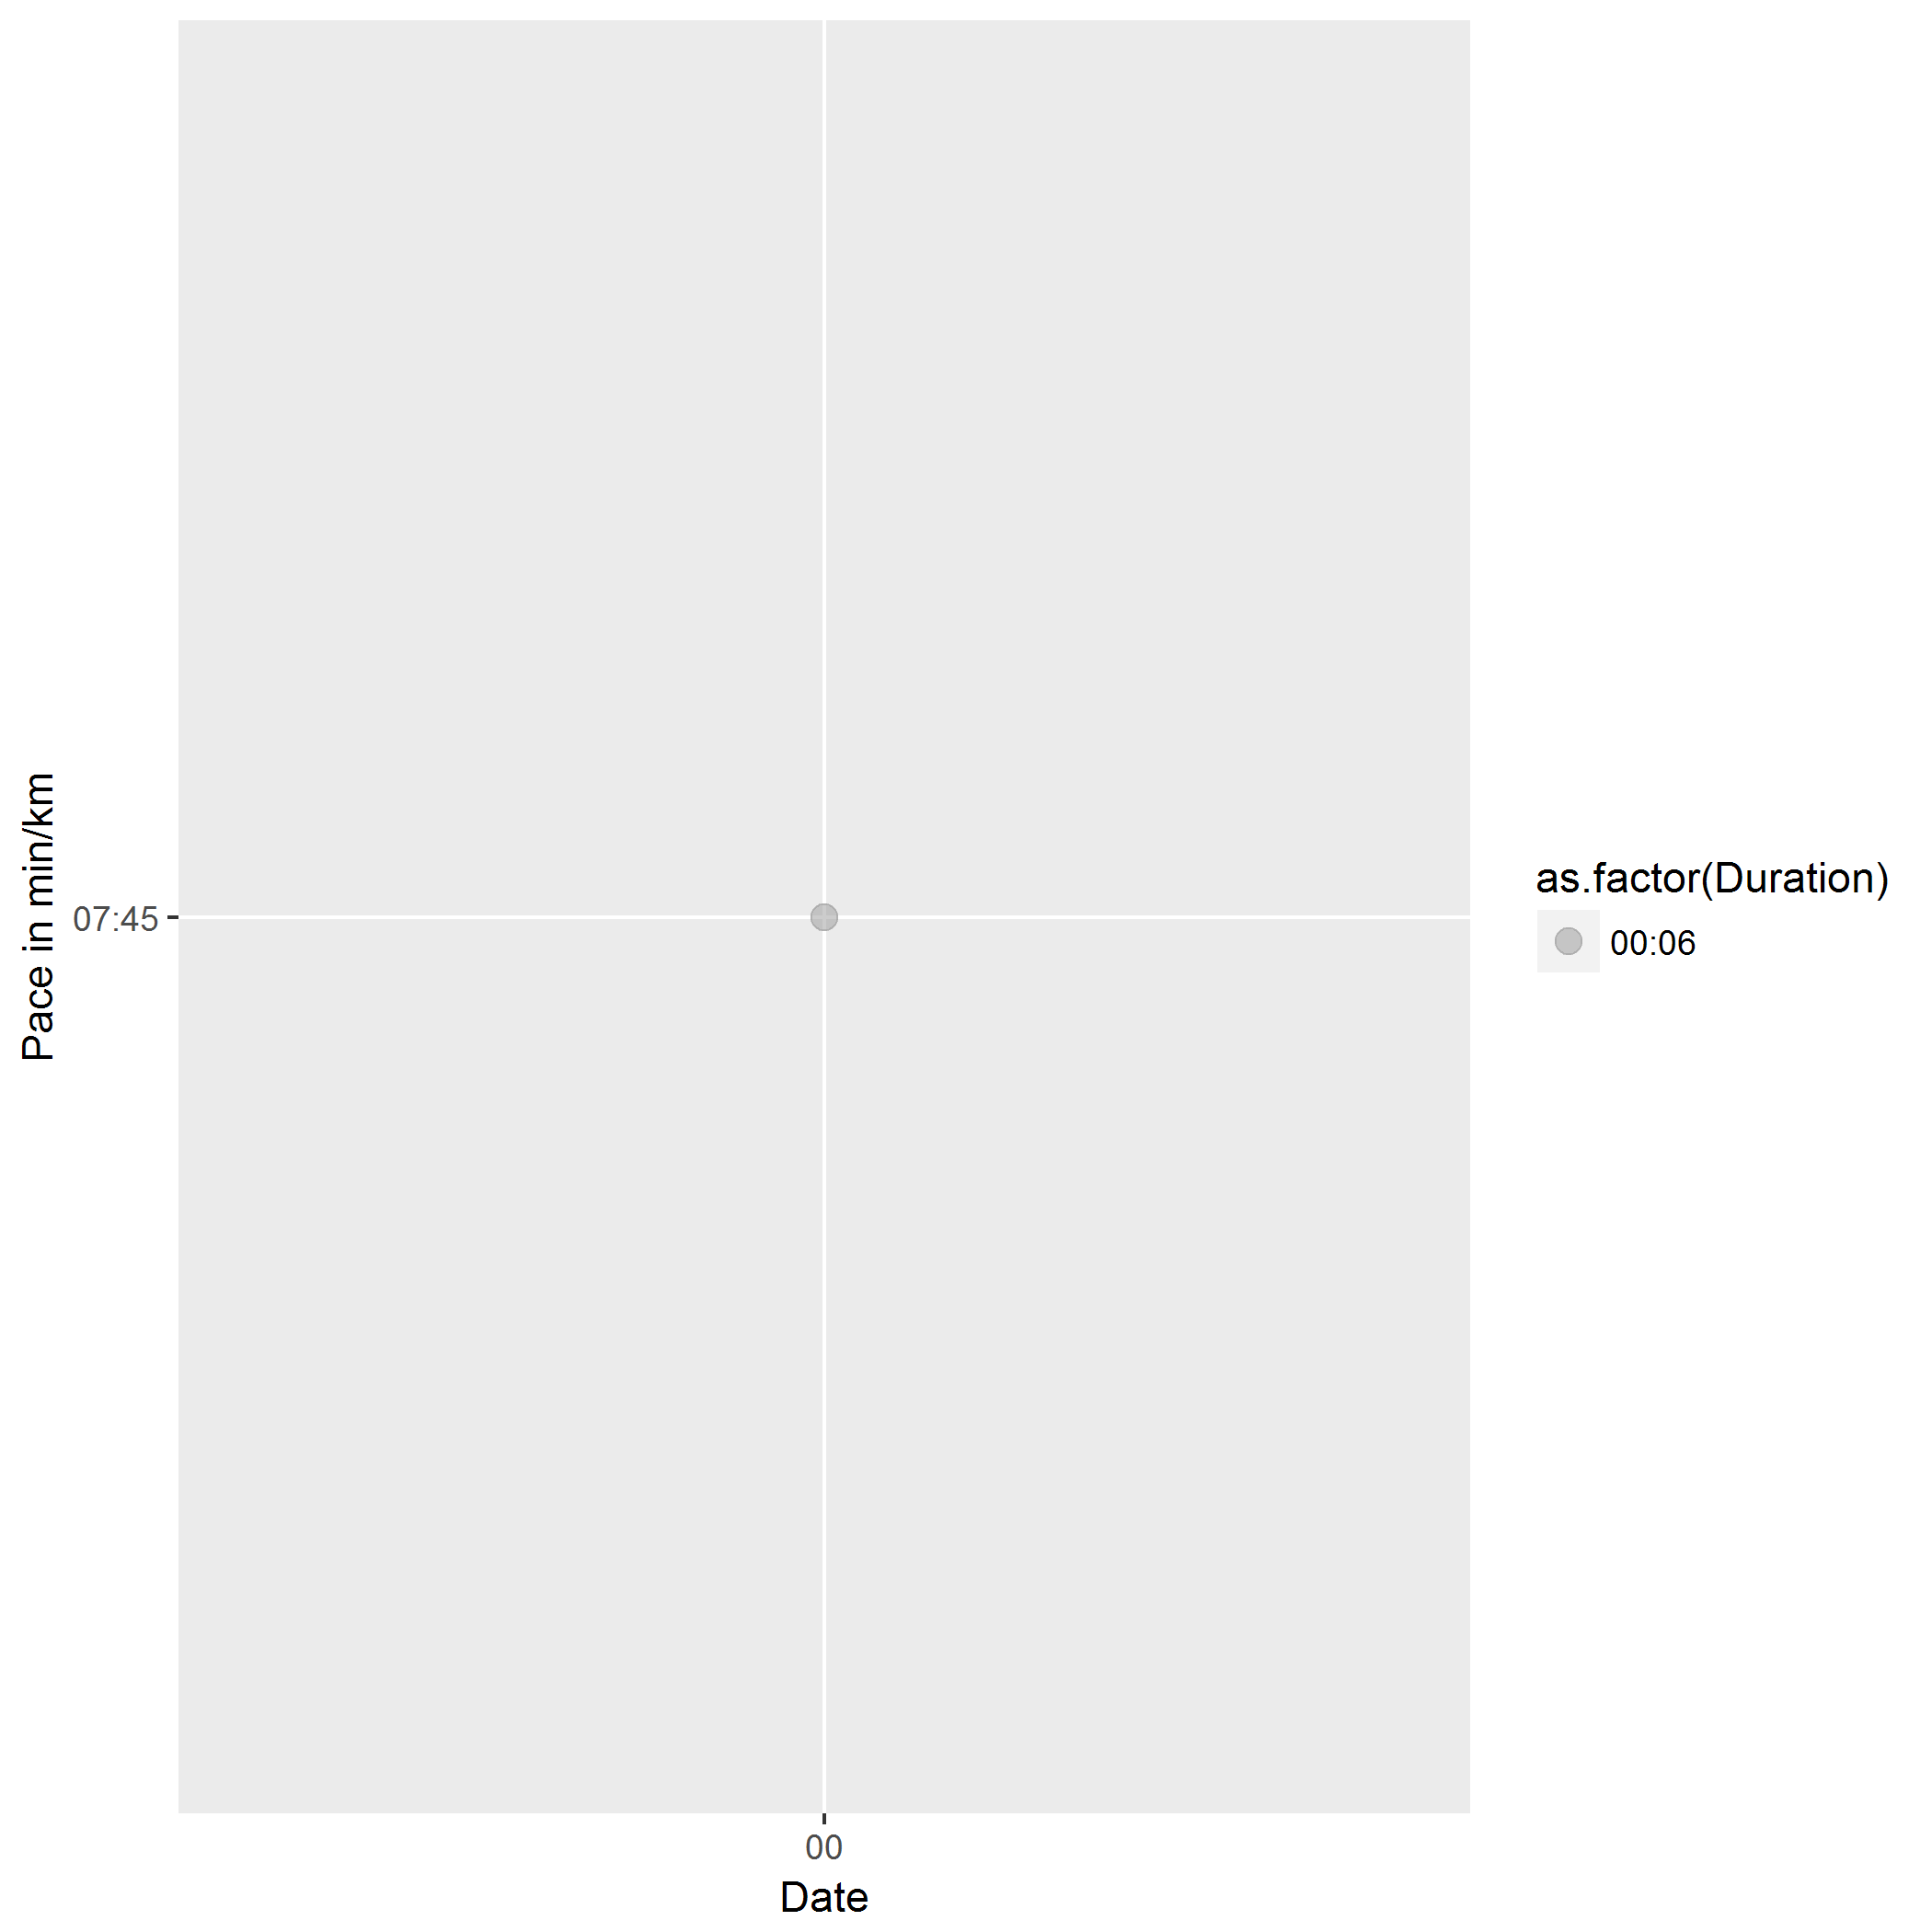 Pace in min/km
07:45
00
Date
as.factor(Duration)
00:06